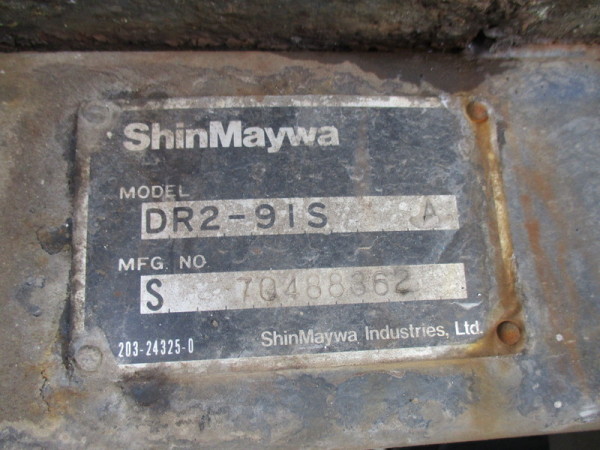 ShinMaywa
MODEL
DR2-91S A
MFG. NO
S 70488362
203-24325-0 ShinMaywa Industries, Ltd.